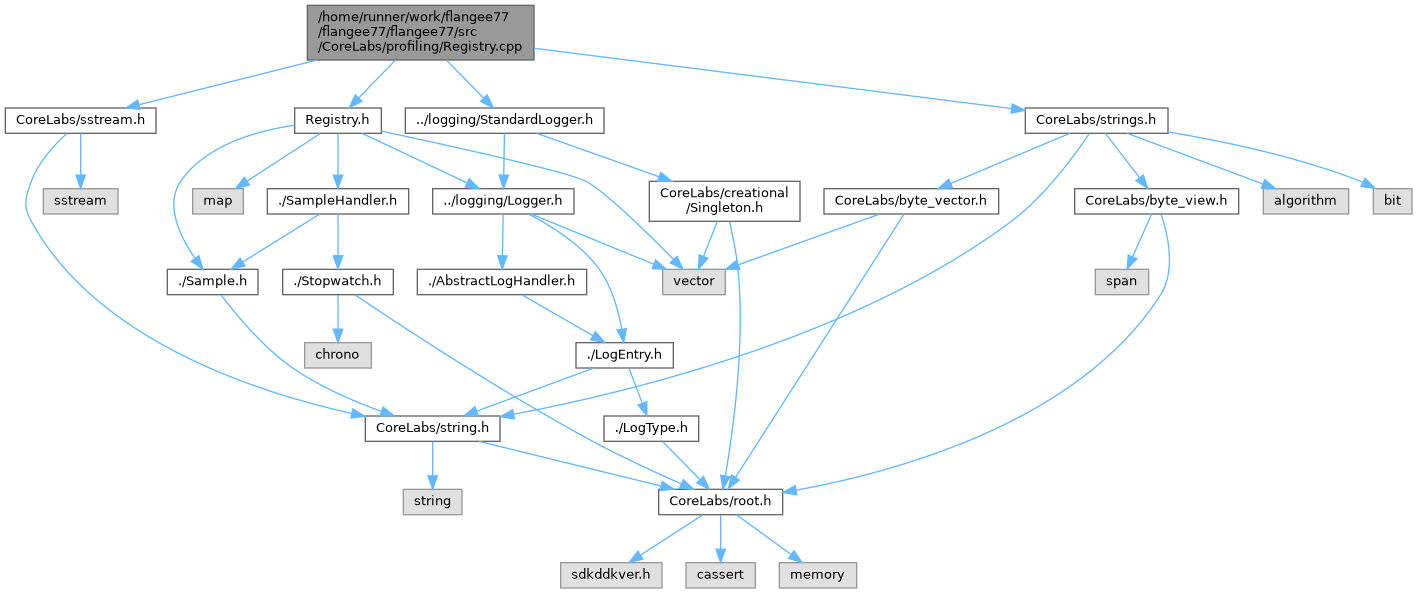 /home/runner/work/flangee77
/flangee77/flangee77/src
/CoreLabs/profiling/Registry.cpp
CoreLabs/sstream.h
Registry.h
../logging/StandardLogger.h
CoreLabs/strings.h
sstream
map
./SampleHandler.h
../logging/Logger.h
CoreLabs/creational
/Singleton.h
CoreLabs/byte_vector.h
CoreLabs/byte_view.h
algorithm
bit
./Sample.h
./Stopwatch.h
./AbstractLogHandler.h
vector
span
chrono
./LogEntry.h
CoreLabs/string.h
./LogType.h
string
CoreLabs/root.h
sdkddkver.h
cassert
memory